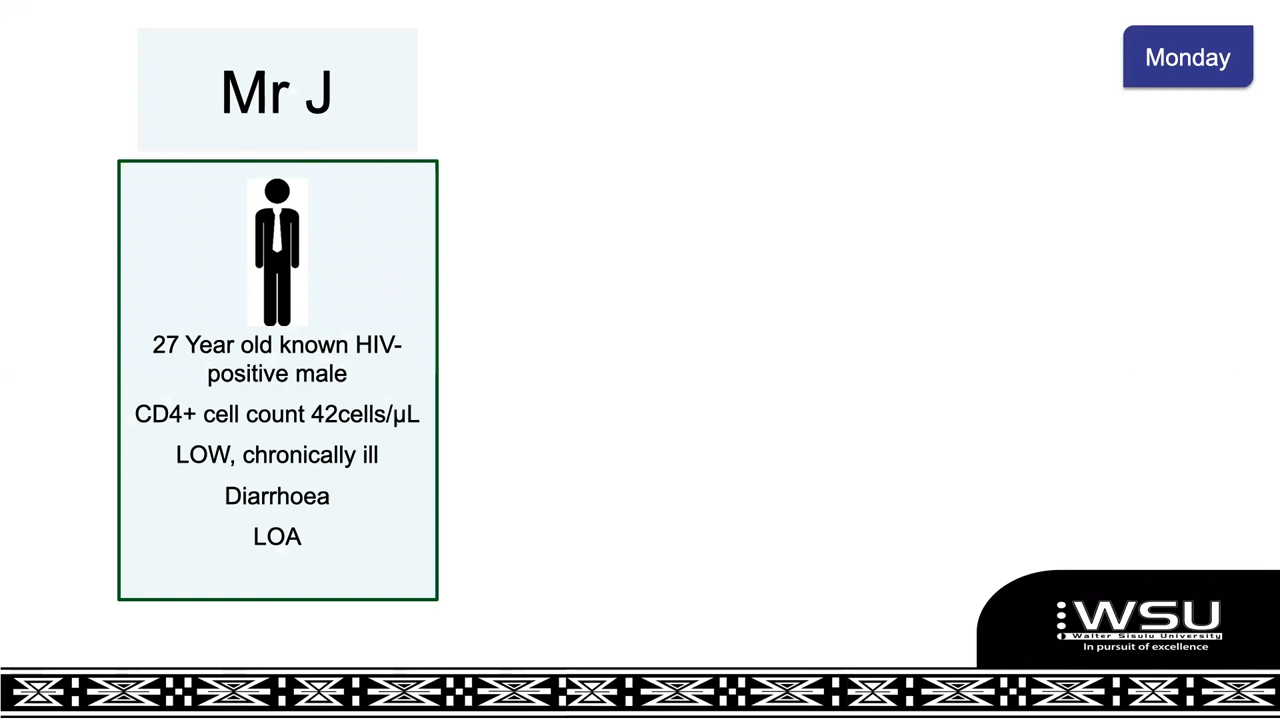 Mr J
Monday
27 Year old known HIV-
positive male
CD4+ cell count 42cells/µL
LOW, chronically ill
Diarrhoea
LOA
WSU
Walter Sisulu University
In pursuit of excellence